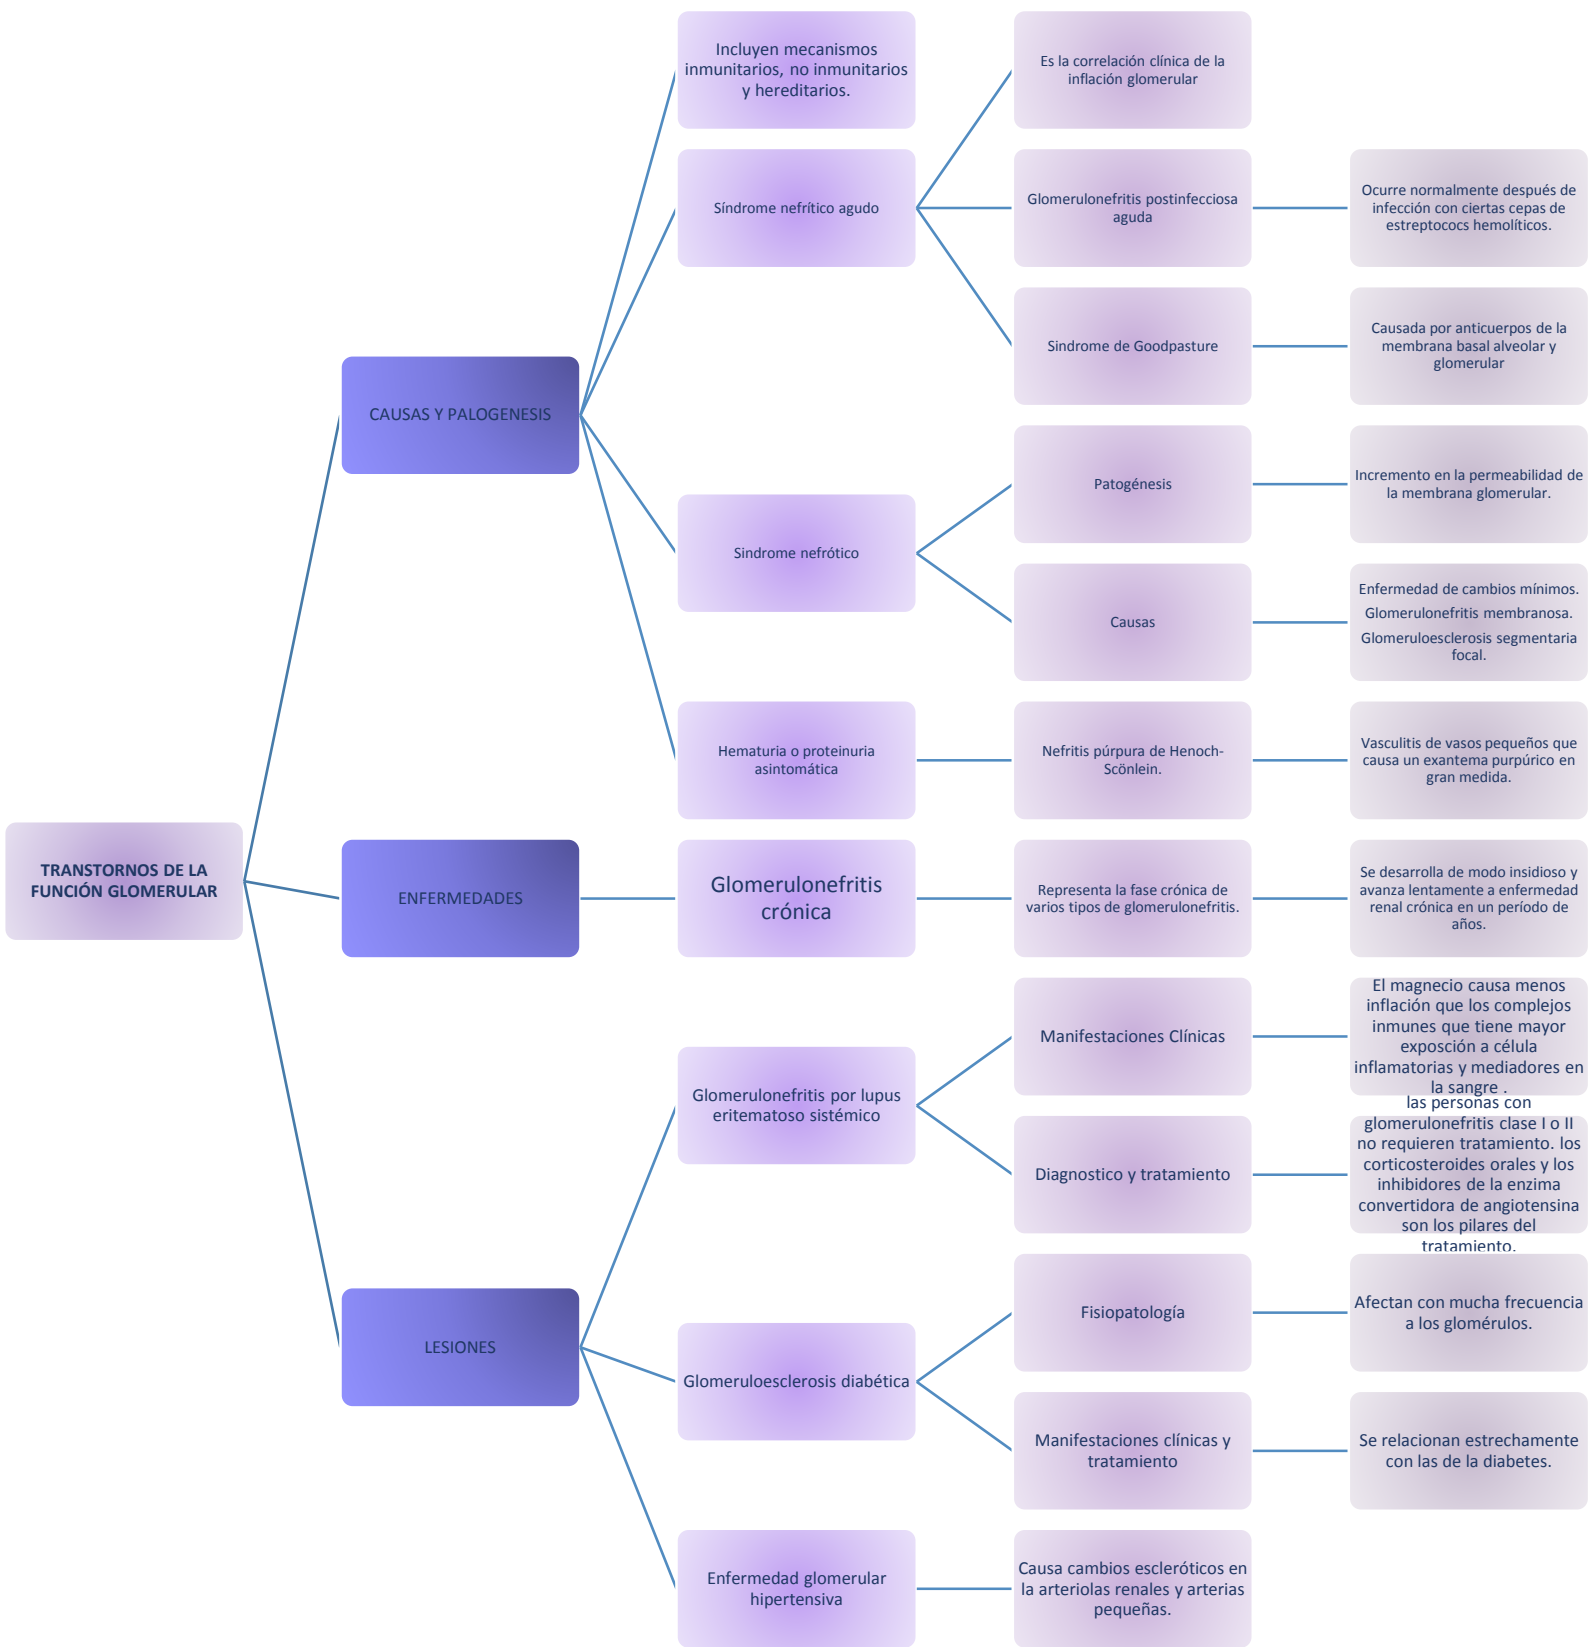 TRANSTORNOS DE LA
FUNCIÓN GLOMERULAR
CAUSAS Y PALOGENESIS
Incluyen mecanismos
inmunitarios, no inmunitarios
y hereditarios.
Síndrome nefrítico agudo
Es la correlación clínica de la
inflación glomerular
Glomerulonefritis postinfecciosa
aguda
Ocurre normalmente después de
infección con ciertas cepas de
estreptococs hemolíticos.
Sindrome de Goodpasture
Causada por anticuerpos de la
membrana basal alveolar y
glomerular
Sindrome nefrótico
Patogénesis
Incremento en la permeabilidad de
la membrana glomerular.
Causas
Enfermedad de cambios mínimos.
Glomerulonefritis membranosa.
Glomeruloesclerosis segmentaria
focal.
Hematuria o proteinuria
asintomática
Nefritis púrpura de Henoch-
Scönlein.
Vasculitis de vasos pequeños que
causa un exantema purpúrico en
gran medida.
ENFERMEDADES
Glomerulonefritis
crónica
Representa la fase crónica de
varios tipos de glomerulonefritis.
Se desarrolla de modo insidioso y
avanza lentamente a enfermedad
renal crónica en un período de
años.
LESIONES
Glomerulonefritis por lupus
eritematoso sistémico
Manifestaciones Clínicas
El magnecio causa menos
inflación que los complejos
inmunes que tiene mayor
exposción a célula
inflamatorias y mediadores en
la sangre .
Diagnostico y tratamiento
las personas con
glomerulonefritis clase I o II
no requieren tratamiento. los
corticosteroides orales y los
inhibidores de la enzima
convertidora de angiotensina
son los pilares del
tratamiento.
Glomeruloesclerosis diabética
Fisiopatología
Afectan con mucha frecuencia
a los glomérulos.
Manifestaciones clínicas y
tratamiento
Se relacionan estrechamente
con las de la diabetes.
Enfermedad glomerular
hipertensiva
Causa cambios escleróticos en
la arteriolas renales y arterias
pequeñas.